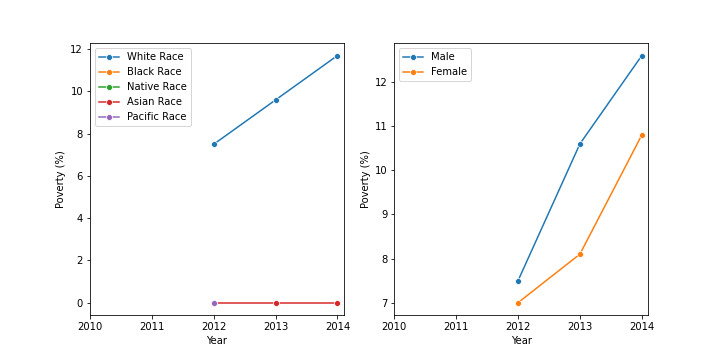 White Race
Black Race
Native Race
Asian Race
Pacific Race
12
10
8
6
4
2
0
Poverty (%)
2010 2011 2012 2013 2014
Year
Male
Female
12
11
10
9
8
7
Poverty (%)
2010 2011 2012 2013 2014
Year